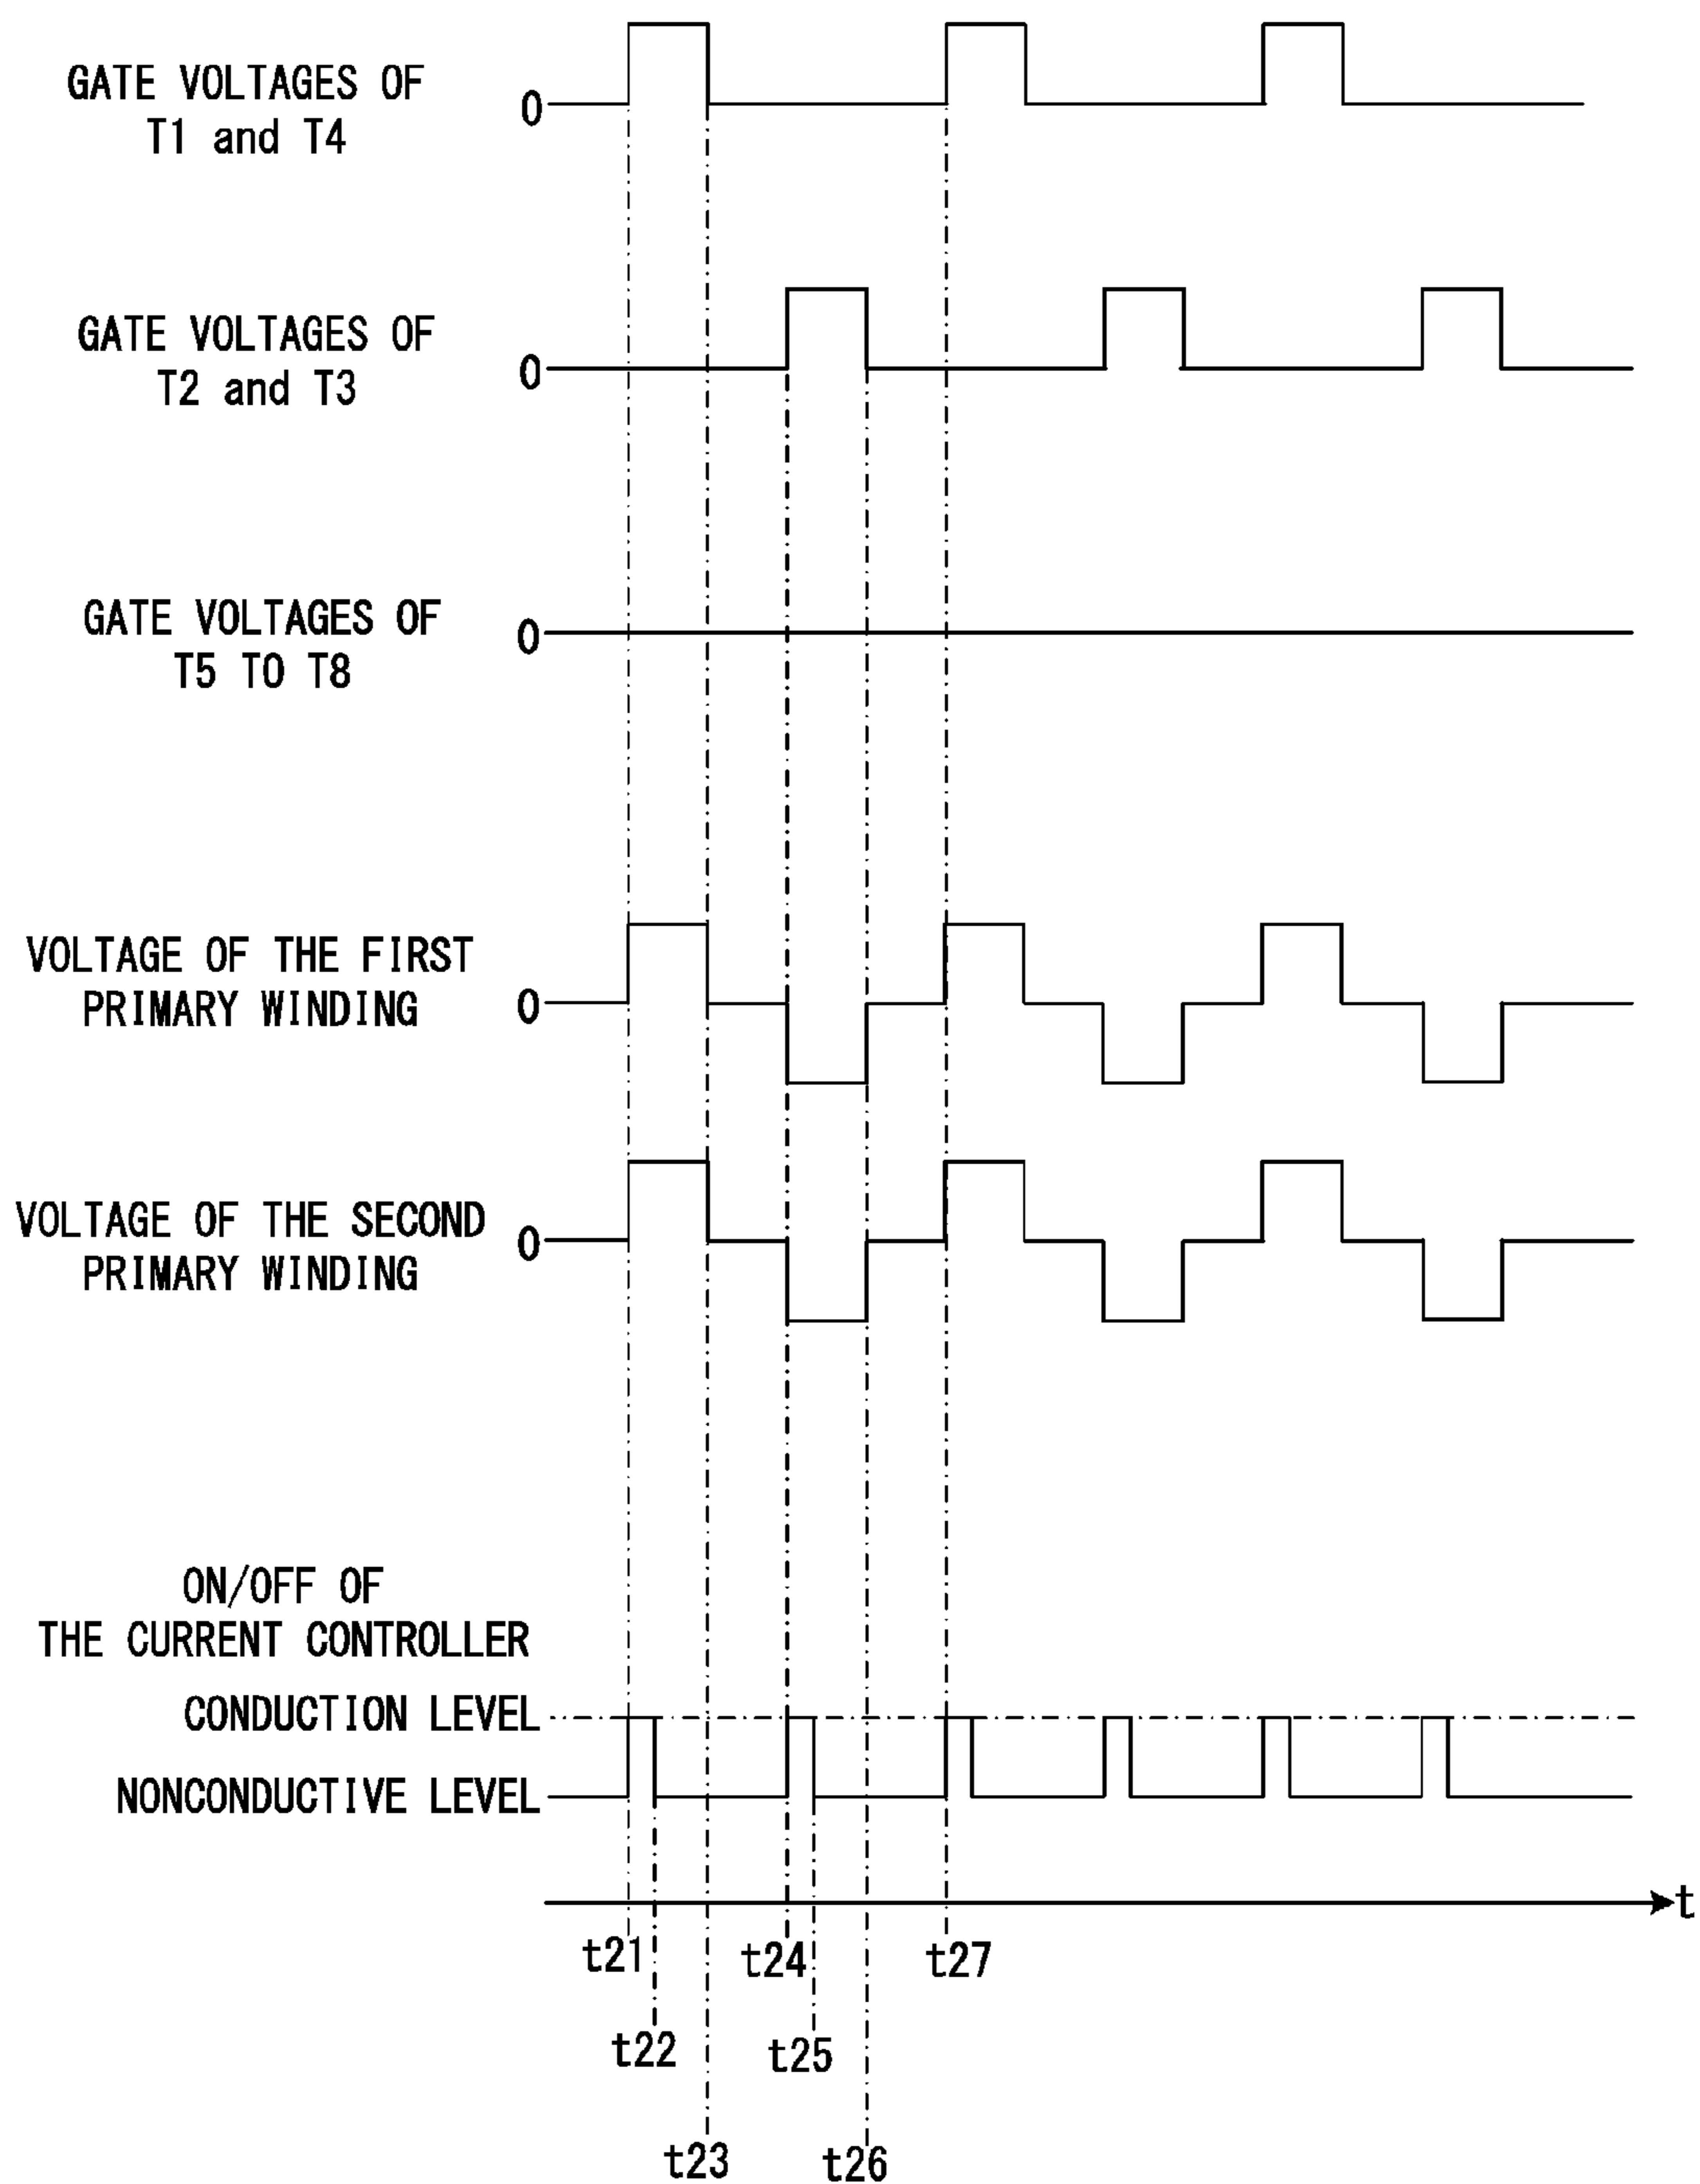 GATE VOLTAGES OF
T1 and T4
0
GATE VOLTAGES OF
T2 and T3
0
GATE VOLTAGES OF
T5 TO T8
0
VOLTAGE OF THE FIRST
PRIMARY WINDING
0
VOLTAGE OF THE SECOND
PRIMARY WINDING
0
ON/OFF OF
THE CURRENT CONTROLLER
CONDUCTION LEVEL
NONCONDUCTIVE LEVEL
t
t21
t24
t27
t22
t25
t23
t26